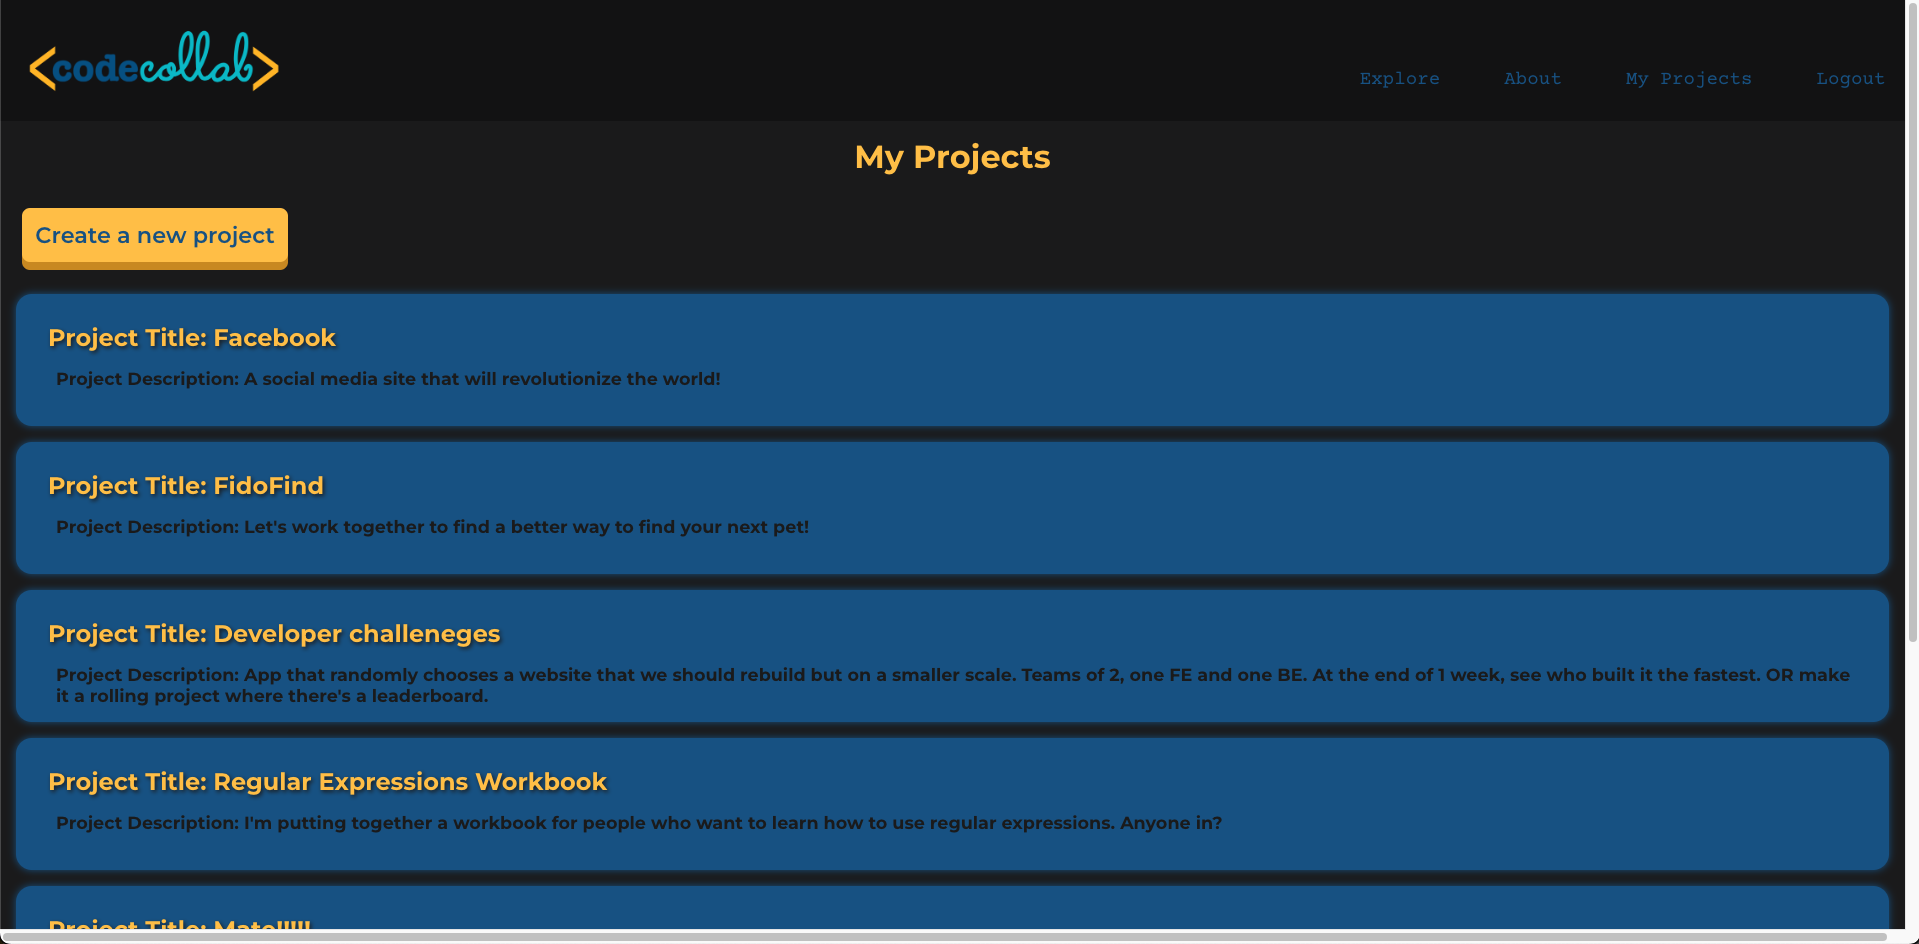 <codecollab>
Explore About My Projects Logout
My Projects
Create a new project
Project Title: Facebook
Project Description: A social media site that will revolutionize the world!
Project Title: FidoFind
Project Description: Let's work together to find a better way to find your next pet!
Project Title: Developer challeneges
Project Description: App that randomly chooses a website that we should rebuild but on a smaller scale. Teams of 2, one FE and one BE. At the end of 1 week, see who built it the fastest. OR make
it a rolling project where there's a leaderboard.
Project Title: Regular Expressions Workbook
Project Description: I'm putting together a workbook for people who want to learn how to use regular expressions. Anyone in?
Project Title: Mate!!!!!